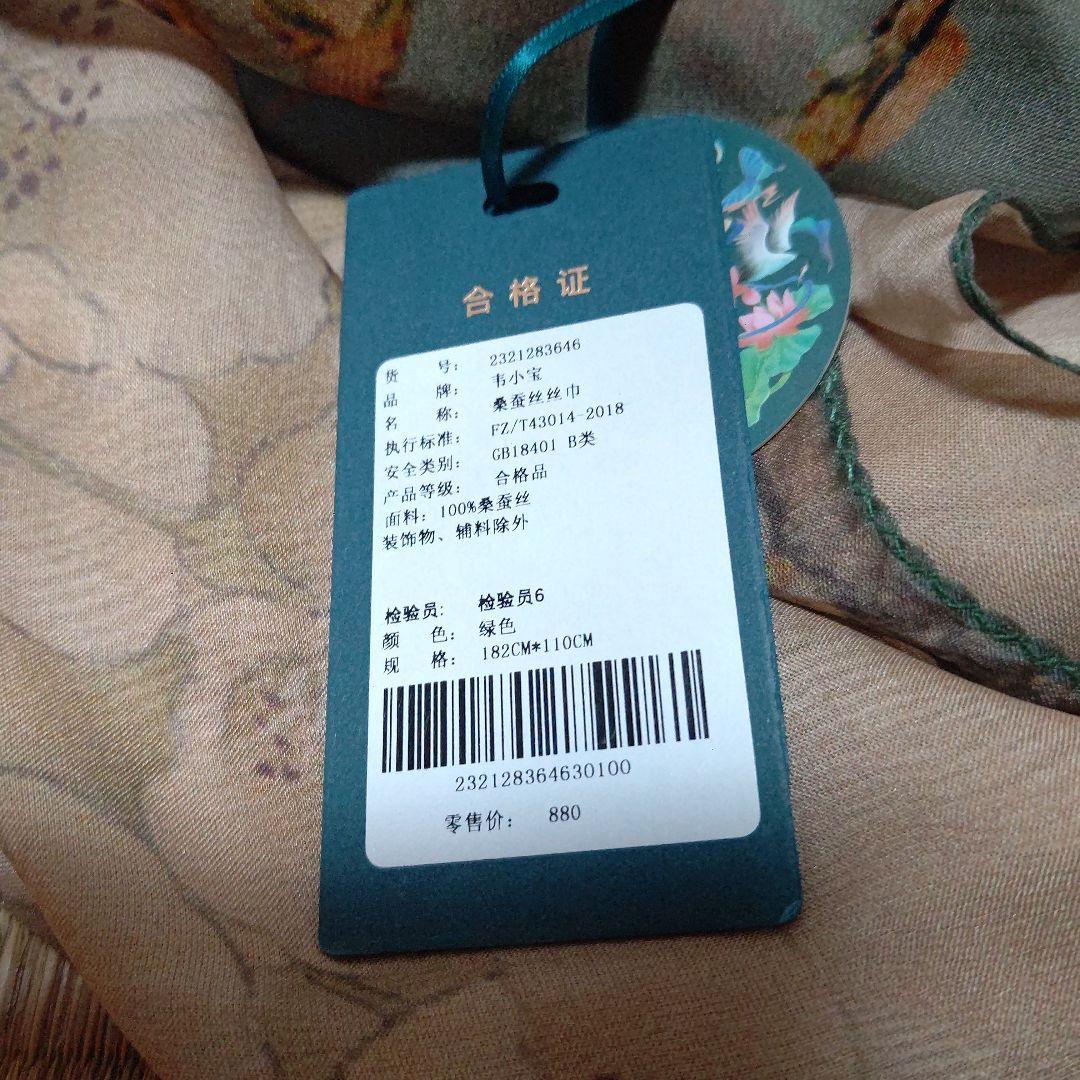 合格证
货 号: 2321283646
品 牌: 韦小宝
名 称: 桑蚕丝丝巾
执行标准: FZ/T43014-2018
安全类别: GB18401 B类
产品等级: 合格品
面料: 100%桑蚕丝
装饰物、辅料除外
检验员: 检验员6
颜 色: 绿色
规 格: 182CM*110CM
232128364630100
零售价: 880